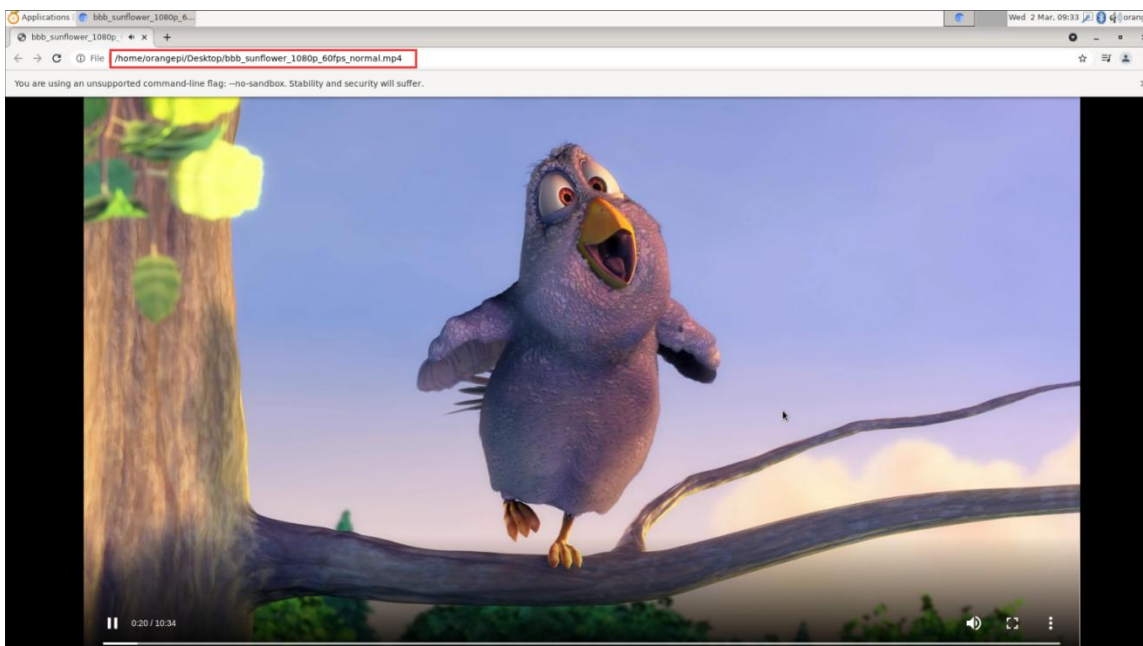 Applications bbb_sunflower_1080p_6... Wed 2 Mar, 09:33 orang
bbb_sunflower_1080p_
File /home/orangepi/Desktop/bbb_sunflower_1080p_60fps_normal.mp4
You are using an unsupported command-line flag: --no-sandbox. Stability and security will suffer.
0:20 / 10:34